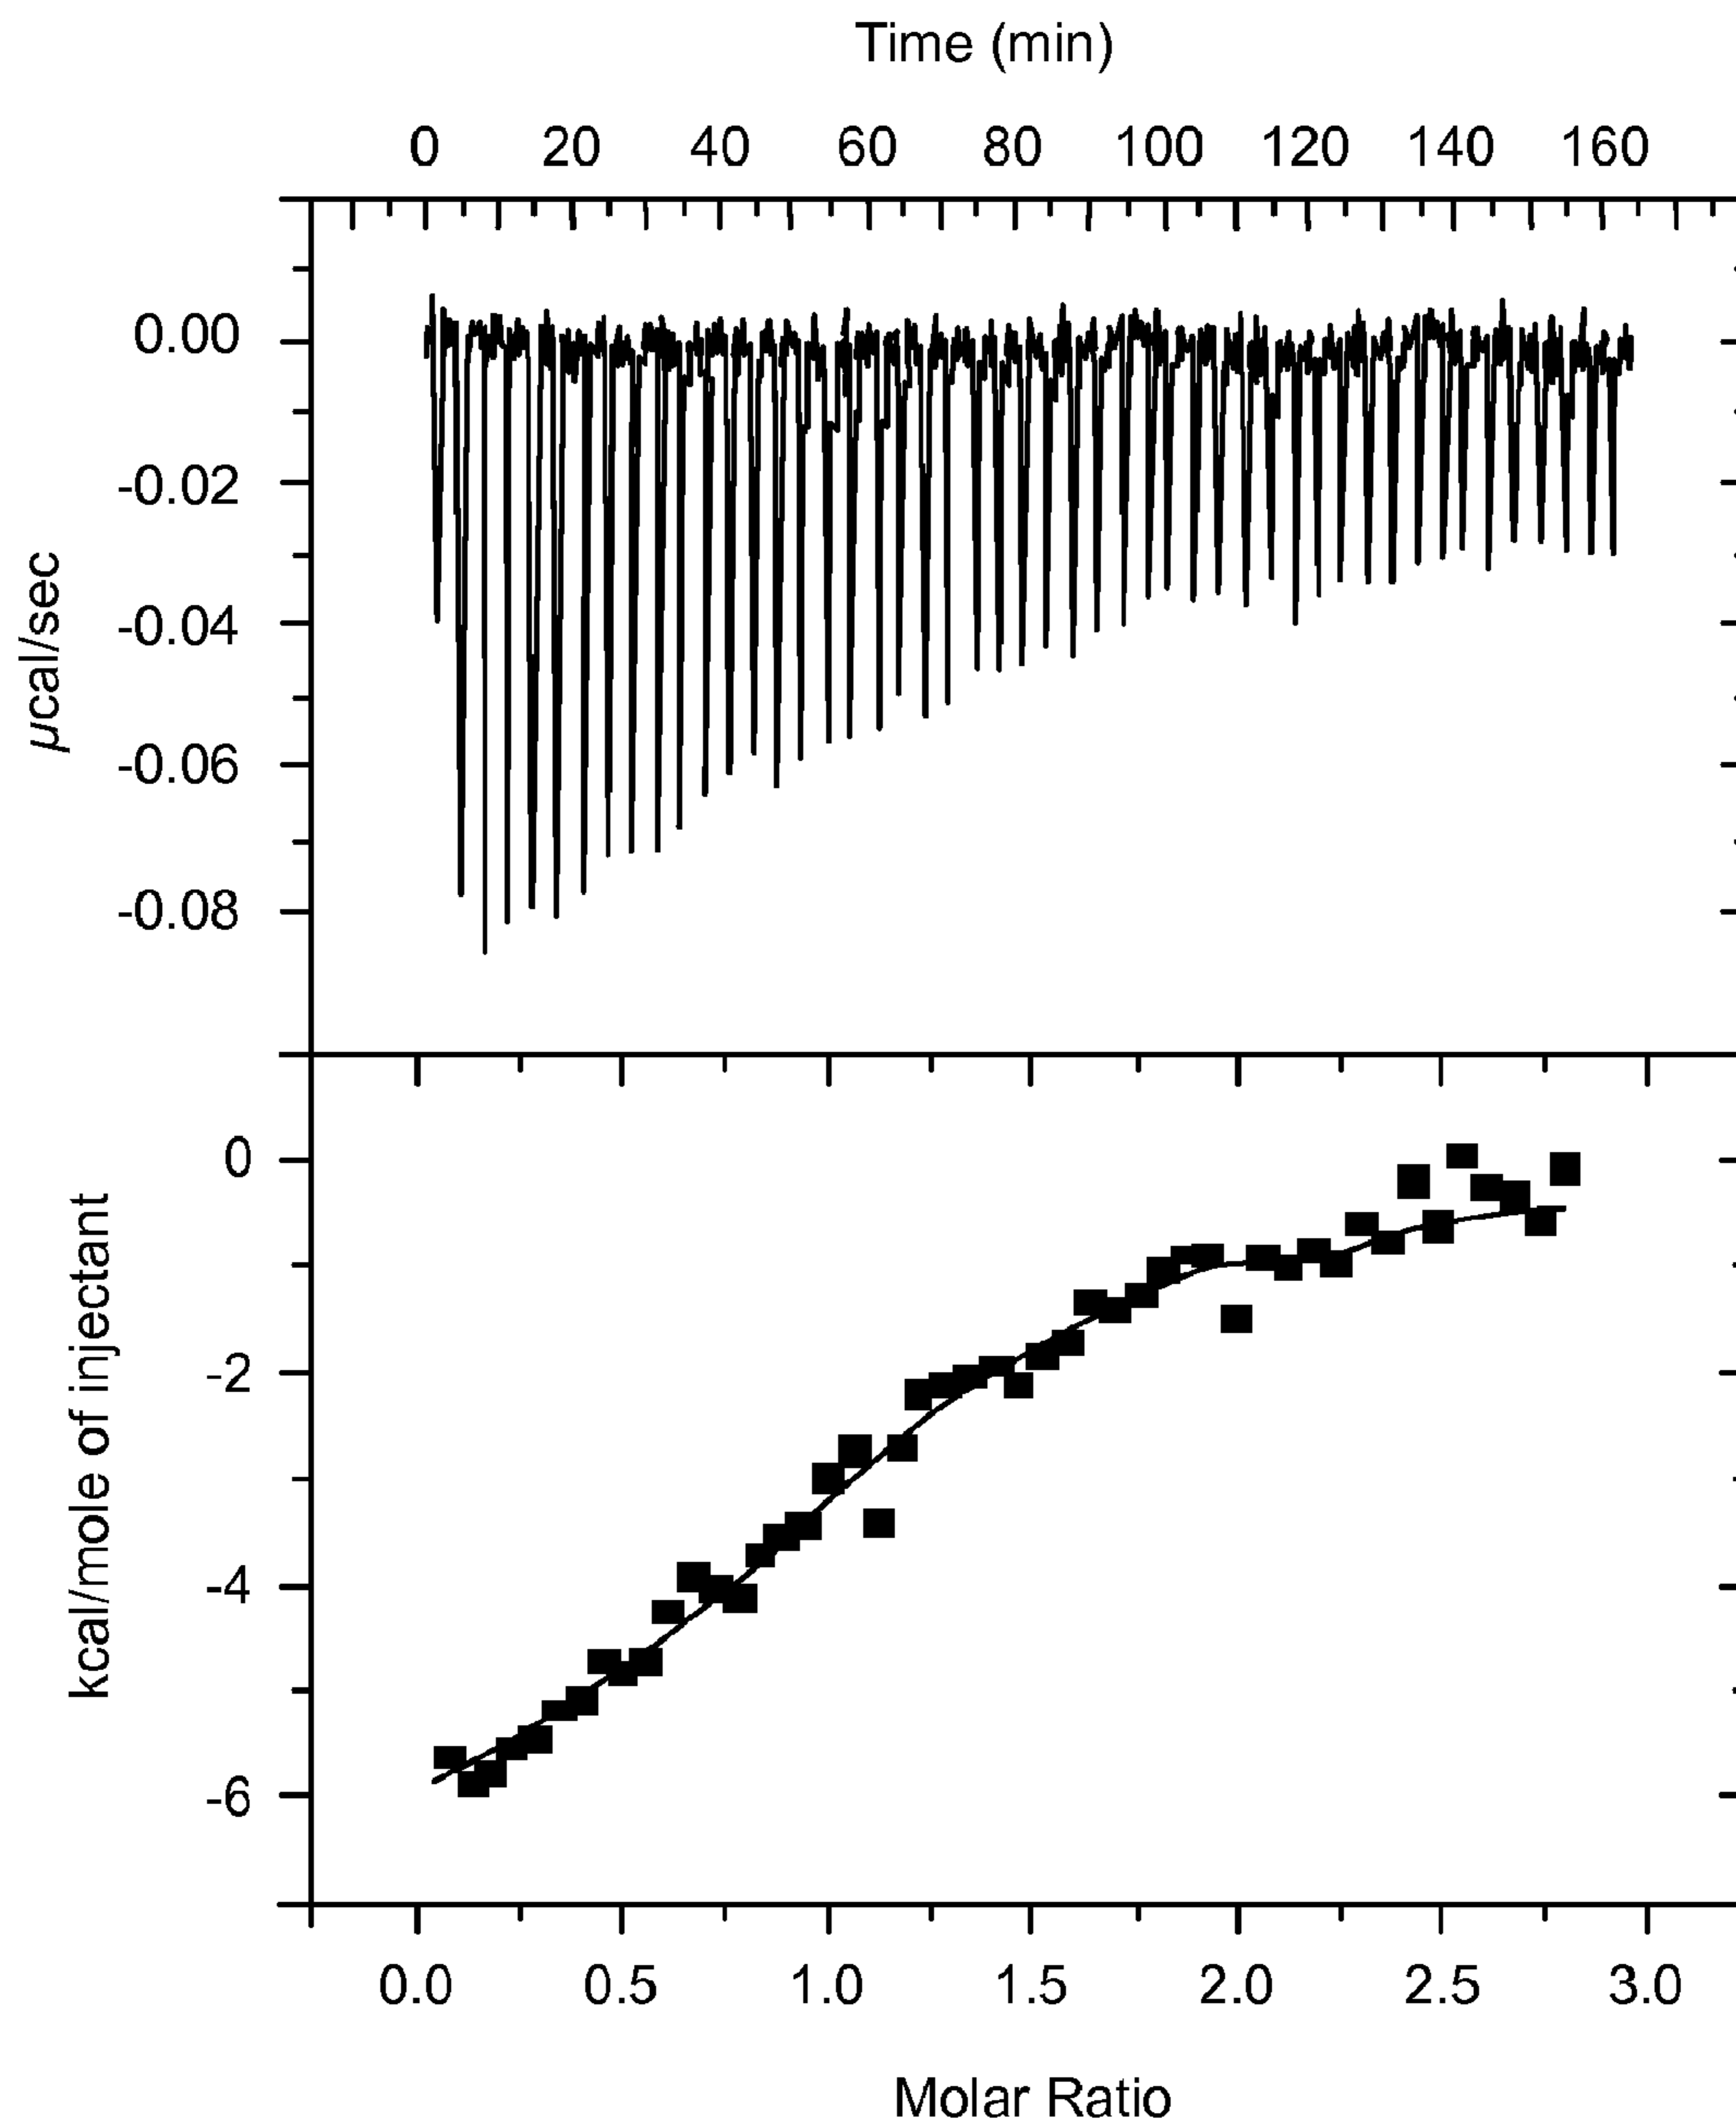 Time (min)
0 20 40 60 80 100 120 140 160
0.00
-0.02
-0.04
-0.06
-0.08
µcal/sec
0
-2
-4
-6
kcal/mole of injectant
0.0 0.5 1.0 1.5 2.0 2.5 3.0
Molar Ratio